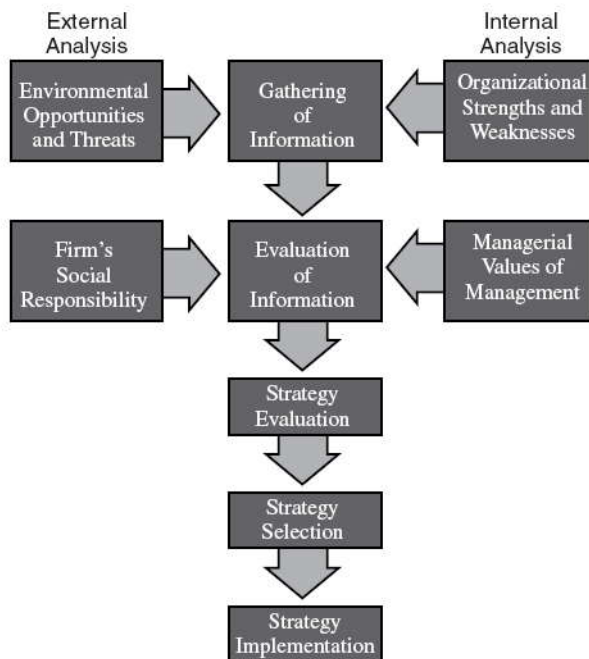 External
Analysis
Internal
Analysis
Environmental
Opportunities
and Threats
Gathering
of
Information
Organizational
Strengths and
Weaknesses
Firm's
Social
Responsibility
Evaluation
of
Information
Managerial
Values of
Management
Strategy
Evaluation
Strategy
Selection
Strategy
Implementation